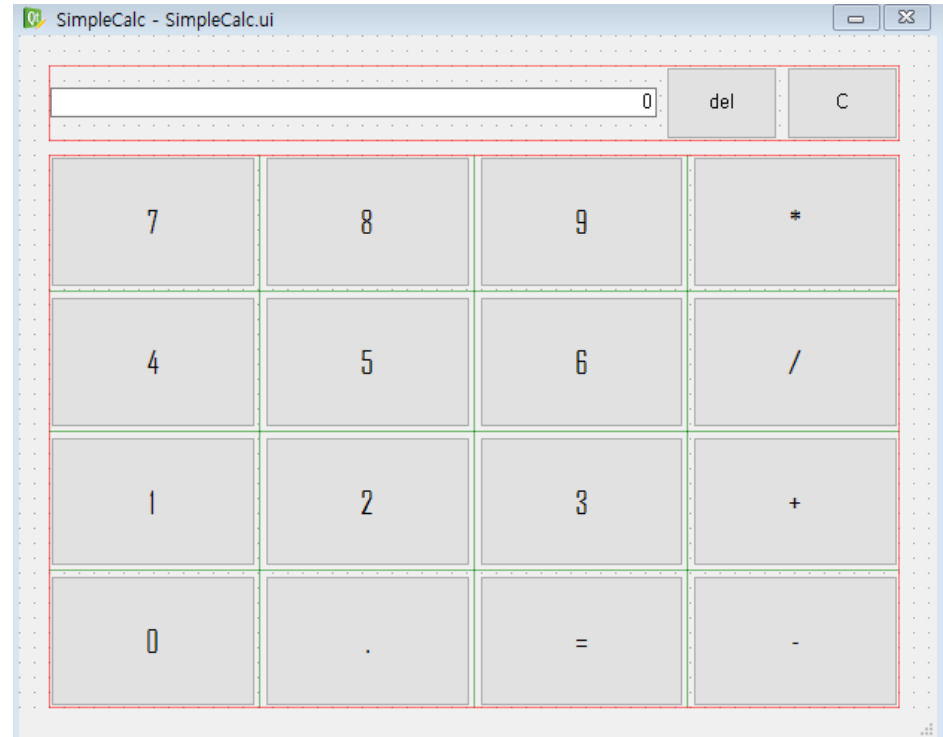 SimpleCalc - SimpleCalc.ui
0 del C
7 8 9 *
4 5 6 /
1 2 3 +
0 . = -